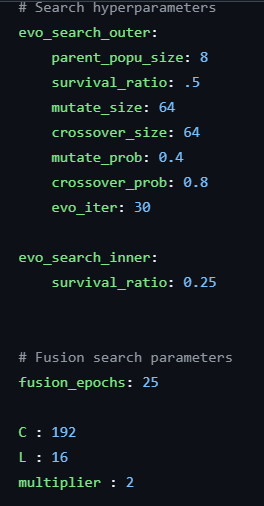 # Search hyperparameters
evo_search_outer:
    parent_popu_size: 8
    survival_ratio: .5
    mutate_size: 64
    crossover_size: 64
    mutate_prob: 0.4
    crossover_prob: 0.8
    evo_iter: 30

evo_search_inner:
    survival_ratio: 0.25

# Fusion search parameters
fusion_epochs: 25

C : 192
L : 16
multiplier : 2